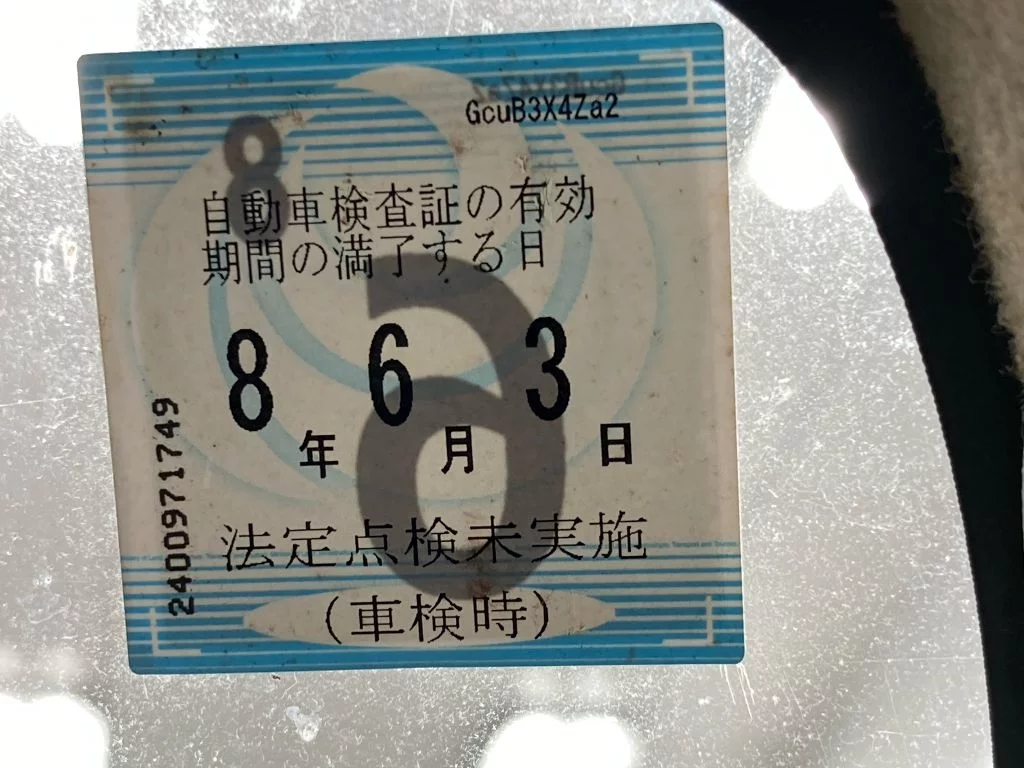 GcuB3X4Za2
8
自動車検査証の有効
期間の満了する日
8年6月3日
6
2400971749
法定点検未実施
(車検時)